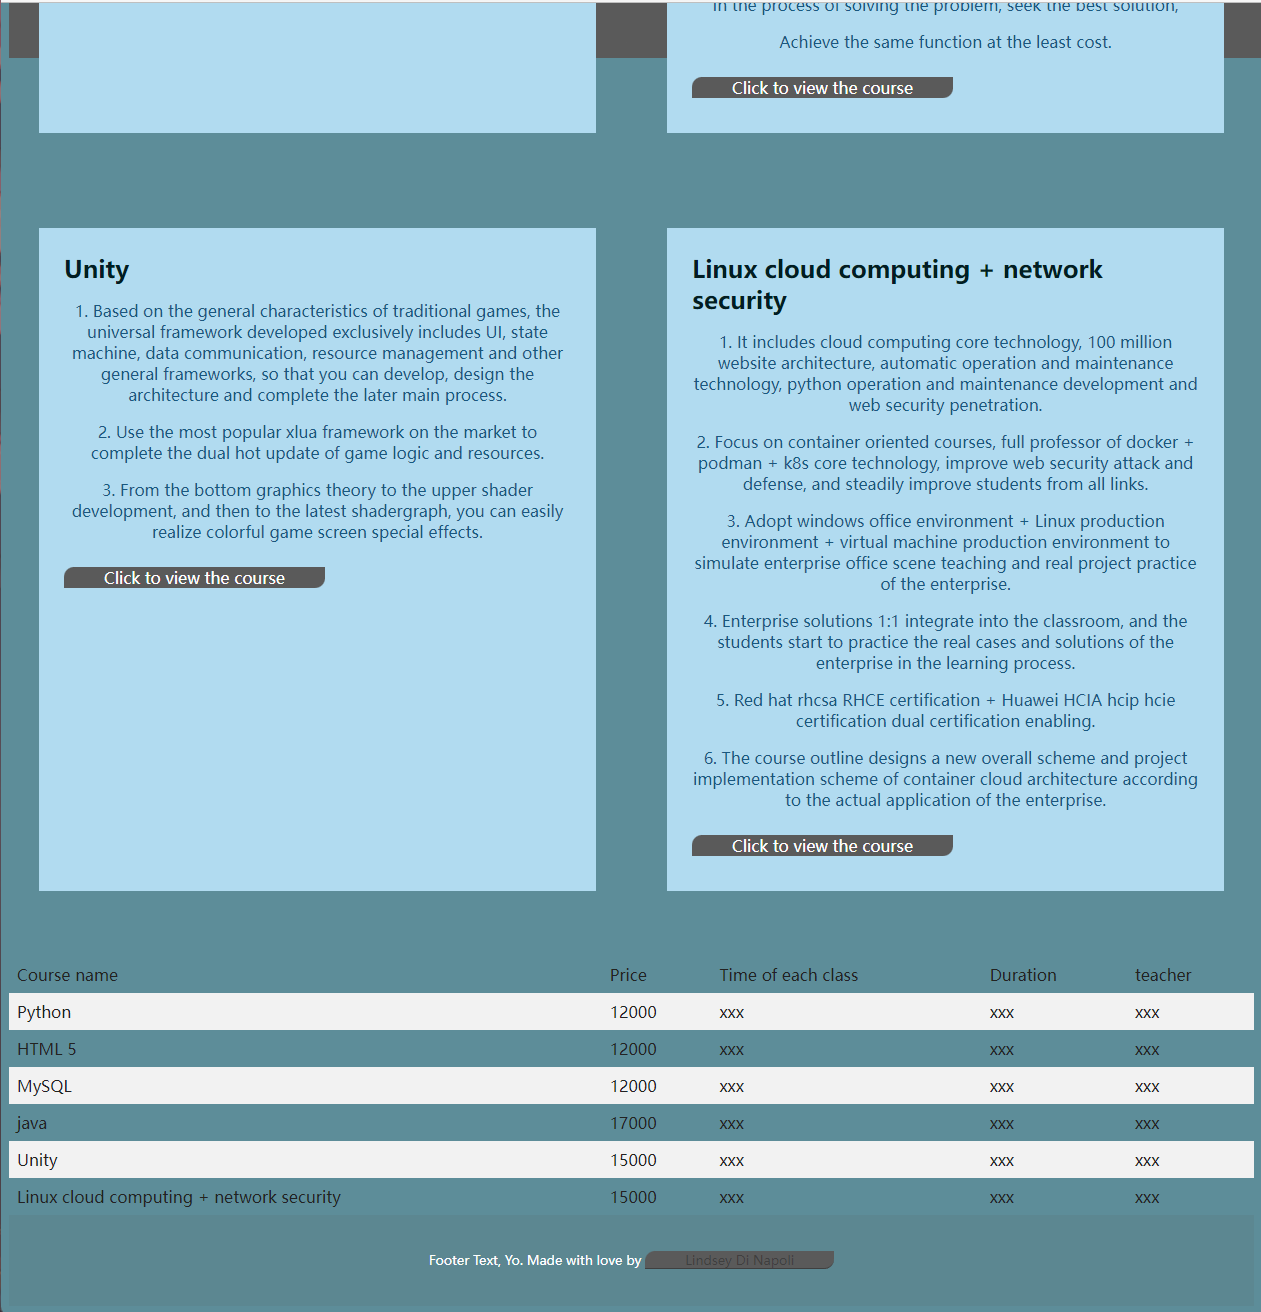 In the process of solving the problem, seek the best solution,
Achieve the same function at the least cost.
Click to view the course
Unity
1. Based on the general characteristics of traditional games, the
universal framework developed exclusively includes UI, state
machine, data communication, resource management and other
general frameworks, so that you can develop, design the
architecture and complete the later main process.
2. Use the most popular xlua framework on the market to
complete the dual hot update of game logic and resources.
3. From the bottom graphics theory to the upper shader
development, and then to the latest shadergraph, you can easily
realize colorful game screen special effects.
Click to view the course
Linux cloud computing + network
security
1. It includes cloud computing core technology, 100 million
website architecture, automatic operation and maintenance
technology, python operation and maintenance development and
web security penetration.
2. Focus on container oriented courses, full professor of docker +
podman + k8s core technology, improve web security attack and
defense, and steadily improve students from all links.
3. Adopt windows office environment + Linux production
environment + virtual machine production environment to
simulate enterprise office scene teaching and real project practice
of the enterprise.
4. Enterprise solutions 1:1 integrate into the classroom, and the
students start to practice the real cases and solutions of the
enterprise in the learning process.
5. Red hat rhcsa RHCE certification + Huawei HCIA hcip hcie
certification dual certification enabling.
6. The course outline designs a new overall scheme and project
implementation scheme of container cloud architecture according
to the actual application of the enterprise.
Click to view the course
Course name Price Time of each class Duration teacher
Python 12000 xxx xxx xxx
HTML 5 12000 xxx xxx xxx
MySQL 12000 xxx xxx xxx
java 17000 xxx xxx xxx
Unity 15000 xxx xxx xxx
Linux cloud computing + network security 15000 xxx xxx xxx
Footer Text, Yo. Made with love by Lindsey Di Napoli